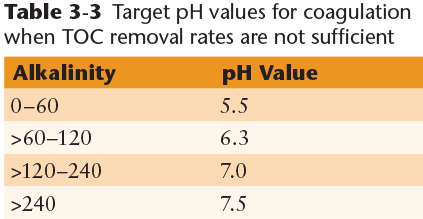 Table 3-3 Target pH values for coagulation
when TOC removal rates are not sufficient
Alkalinity pH Value
0–60 5.5
>60–120 6.3
>120–240 7.0
>240 7.5